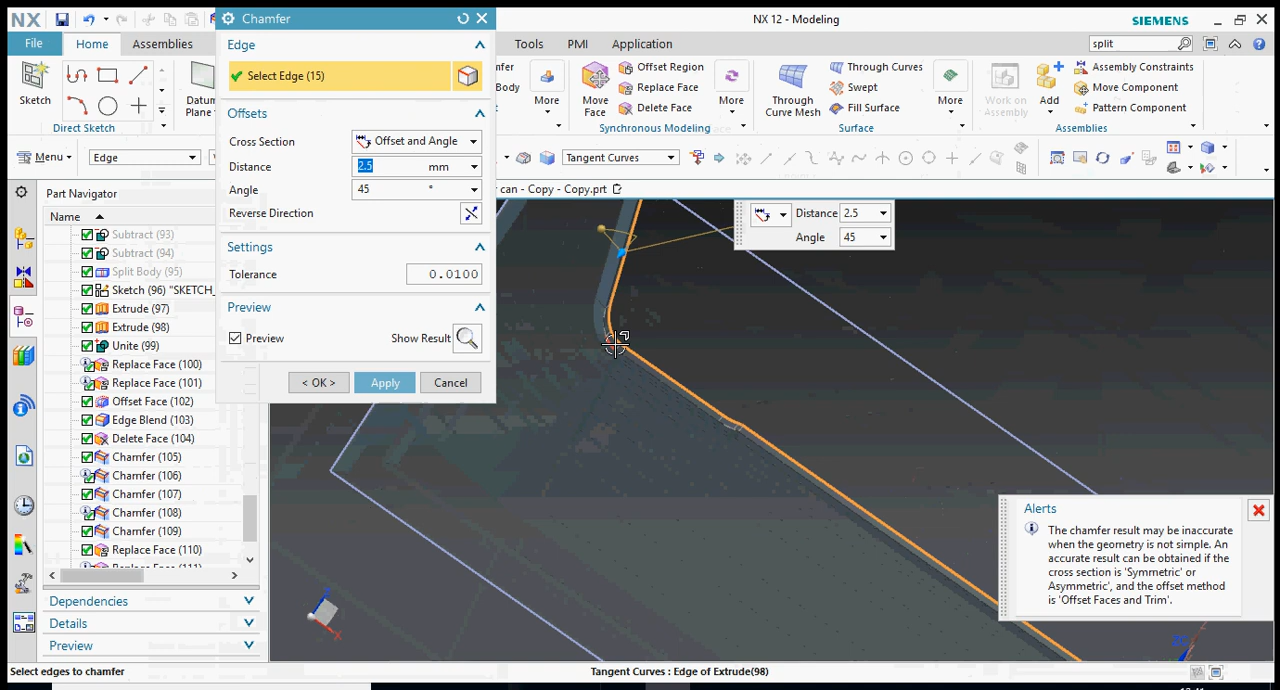 NX
Chamfer
NX 12 - Modeling
SIEMENS
File
Home
Assemblies
Tools
PMI
Application
split
Edge
Select Edge (15)
Offsets
Cross Section
Offset and Angle
Distance
2.5
mm
Angle
45
°
Reverse Direction
Settings
Tolerance
0.0100
Preview
Preview
Show Result
< OK >
Apply
Cancel
Sketch
Datum
Plane
Direct Sketch
Body
More
Move
Face
Offset Region
Replace Face
Delete Face
More
Synchronous Modeling
Through
Curve Mesh
Through Curves
Swept
Fill Surface
More
Surface
Work on
Assembly
Add
Assembly Constraints
Move Component
Pattern Component
Assemblies
Menu
Edge
Tangent Curves
can - Copy - Copy.prt
Part Navigator
Name
Subtract (93)
Subtract (94)
Split Body (95)
Sketch (96) "SKETCH_
Extrude (97)
Extrude (98)
Unite (99)
Replace Face (100)
Replace Face (101)
Offset Face (102)
Edge Blend (103)
Delete Face (104)
Chamfer (105)
Chamfer (106)
Chamfer (107)
Chamfer (108)
Chamfer (109)
Replace Face (110)
Dependencies
Details
Preview
Distance
2.5
Angle
45
Alerts
The chamfer result may be inaccurate
when the geometry is not simple. An
accurate result can be obtained if the
cross section is 'Symmetric' or
Asymmetric', and the offset method
is 'Offset Faces and Trim'.
X
Select edges to chamfer
Tangent Curves : Edge of Extrude(98)